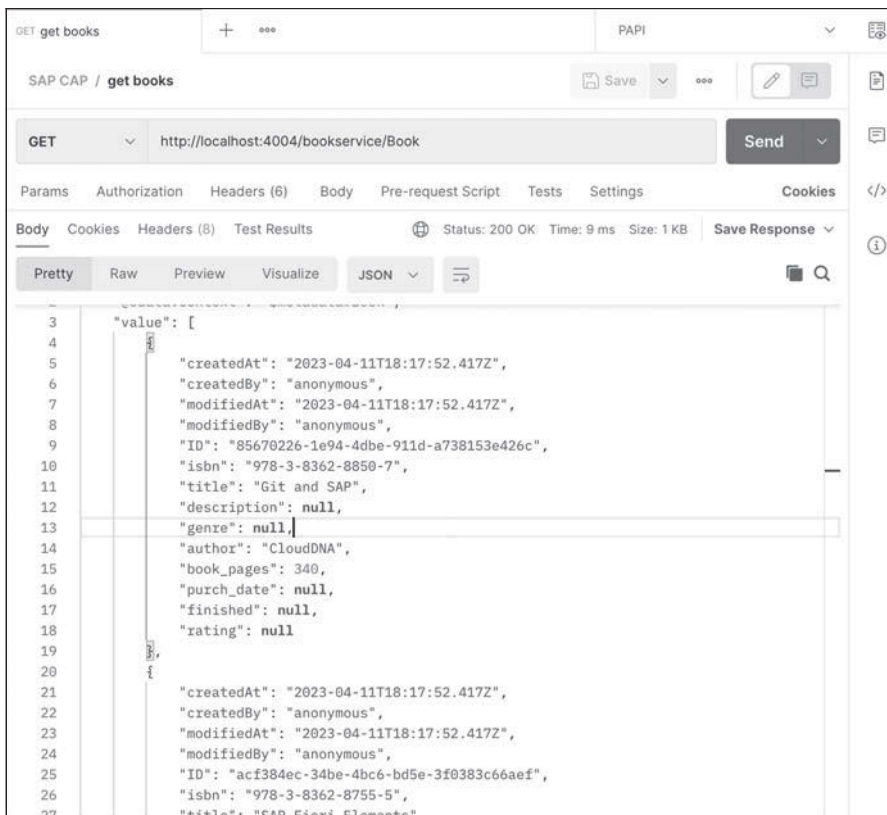 GET get books + ooo PAPI
SAP CAP / get books Save ooo
GET http://localhost:4004/bookservice/Book Send
Params Authorization Headers (6) Body Pre-request Script Tests Settings Cookies
Body Cookies Headers (8) Test Results Status: 200 OK Time: 9 ms Size: 1 KB Save Response
Pretty Raw Preview Visualize JSON
3 "value": [
4 {
5 "createdAt": "2023-04-11T18:17:52.417Z",
6 "createdBy": "anonymous",
7 "modifiedAt": "2023-04-11T18:17:52.417Z",
8 "modifiedBy": "anonymous",
9 "ID": "85670226-1e94-4dbe-911d-a738153e426c",
10 "isbn": "978-3-8362-8850-7",
11 "title": "Git and SAP",
12 "description": null,
13 "genre": null,
14 "author": "CloudDNA",
15 "book_pages": 340,
16 "purch_date": null,
17 "finished": null,
18 "rating": null
19 },
20 {
21 "createdAt": "2023-04-11T18:17:52.417Z",
22 "createdBy": "anonymous",
23 "modifiedAt": "2023-04-11T18:17:52.417Z",
24 "modifiedBy": "anonymous",
25 "ID": "acf384ec-34be-4bc6-bd5e-3f0383c66aef",
26 "isbn": "978-3-8362-8755-5",
27 "title": "SAP Fiori Elements"